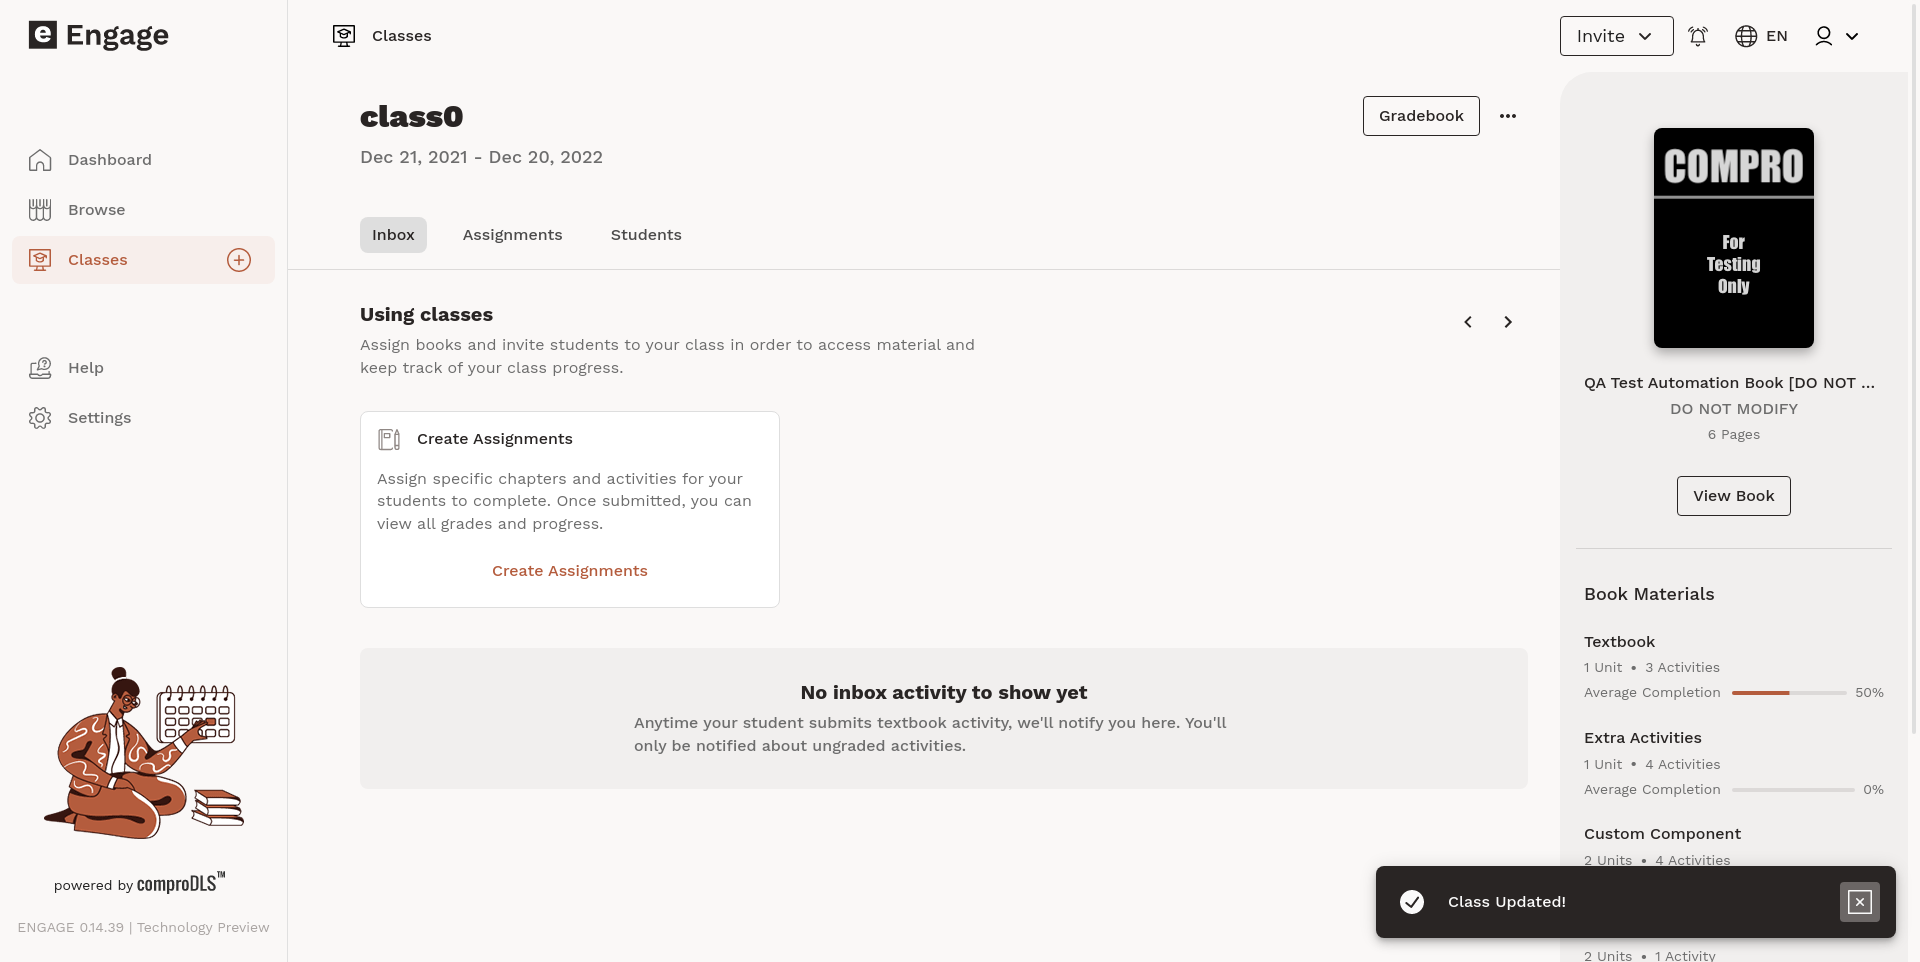 e Engage
Dashboard
Browse
Classes
Help
Settings
powered by comproDLS™
ENGAGE 0.14.39 | Technology Preview
Classes
Invite
EN
class0
Dec 21, 2021 - Dec 20, 2022
Gradebook
Inbox
Assignments
Students
Using classes
Assign books and invite students to your class in order to access material and
keep track of your class progress.
Create Assignments
Assign specific chapters and activities for your
students to complete. Once submitted, you can
view all grades and progress.
Create Assignments
No inbox activity to show yet
Anytime your student submits textbook activity, we'll notify you here. You'll
only be notified about ungraded activities.
COMPRO
For
Testing
Only
QA Test Automation Book [DO NOT ...
DO NOT MODIFY
6 Pages
View Book
Book Materials
Textbook
1 Unit • 3 Activities
Average Completion 50%
Extra Activities
1 Unit • 4 Activities
Average Completion 0%
Custom Component
2 Units • 4 Activities
Class Updated!
2 Units • 1 Activity